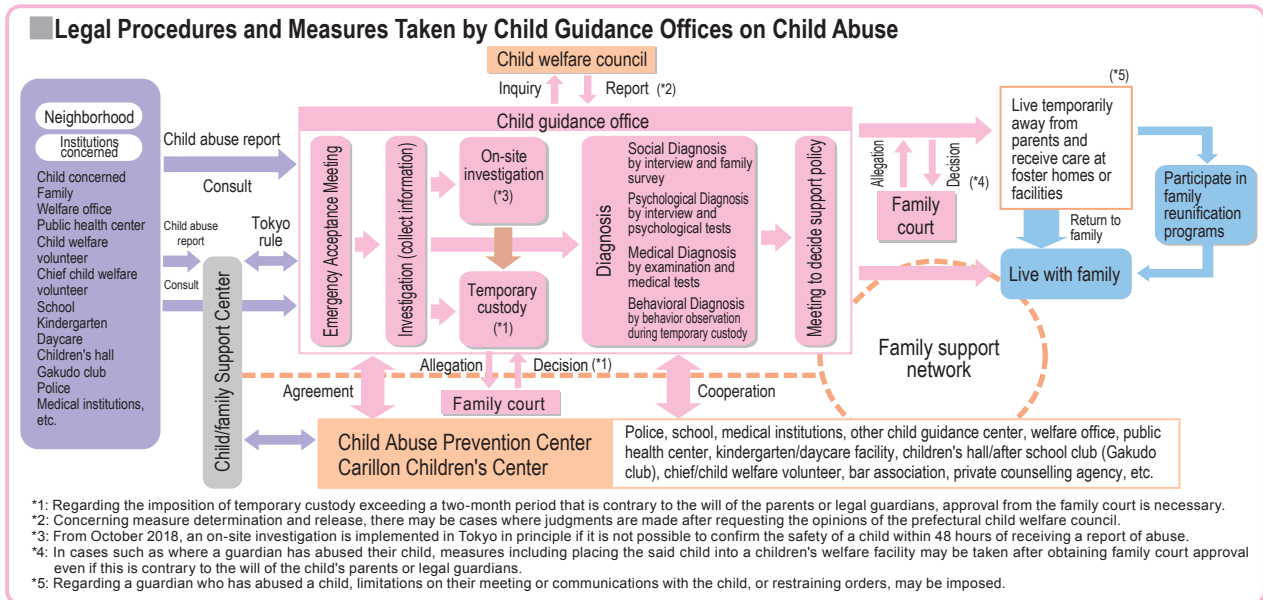 Legal Procedures and Measures Taken by Child Guidance Offices on Child Abuse
Child welfare council
Inquiry
Report (*2)
Neighborhood
Institutions
concerned
Child concerned
Family
Welfare office
Public health center
Child welfare
volunteer
Chief child welfare
volunteer
School
Kindergarten
Daycare
Children's hall
Gakudo club
Police
Medical institutions,
etc.
Child abuse report
Consult
Child abuse
report
Consult
Tokyo
rule
Child/family Support Center
Child guidance office
Emergency Acceptance Meeting
Investigation (collect information)
On-site
investigation
(*3)
Temporary
custody
(*1)
Diagnosis
Social Diagnosis
by interview and family
survey
Psychological Diagnosis
by interview and
psychological tests
Medical Diagnosis
by examination and
medical tests
Behavioral Diagnosis
by behavior observation
during temporary custody
Meeting to decide support policy
Allegation
Decision
(*4)
Family
court
(*5)
Live temporarily
away from
parents and
receive care at
foster homes or
facilities
Return to
family
Participate in
family
reunification
programs
Live with family
Family support
network
Agreement
Allegation
Decision (*1)
Family court
Cooperation
Child Abuse Prevention Center
Carillon Children's Center
Police, school, medical institutions, other child guidance center, welfare office, public
health center, kindergarten/daycare facility, children's hall/after school club (Gakudo
club), chief/child welfare volunteer, bar association, private counselling agency, etc.
*1: Regarding the imposition of temporary custody exceeding a two-month period that is contrary to the will of the parents or legal guardians, approval from the family court is necessary.
*2: Concerning measure determination and release, there may be cases where judgments are made after requesting the opinions of the prefectural child welfare council.
*3: From October 2018, an on-site investigation is implemented in Tokyo in principle if it is not possible to confirm the safety of a child within 48 hours of receiving a report of abuse.
*4: In cases such as where a guardian has abused their child, measures including placing the said child into a children's welfare facility may be taken after obtaining family court approval
even if this is contrary to the will of the child's parents or legal guardians.
*5: Regarding a guardian who has abused a child, limitations on their meeting or communications with the child, or restraining orders, may be imposed.